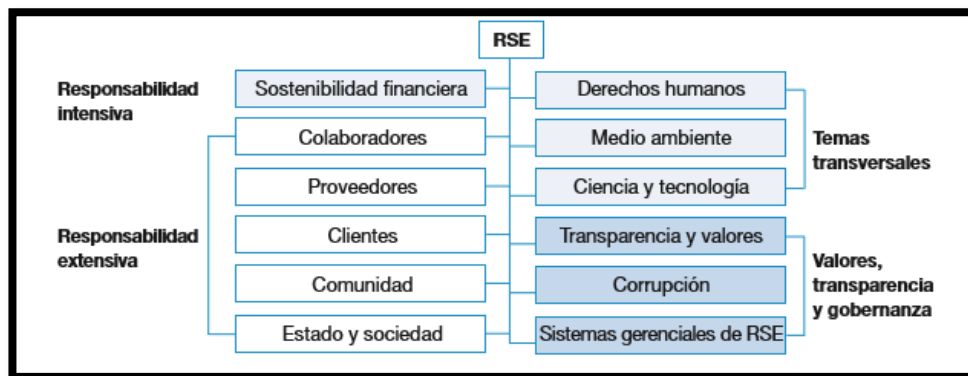 RSE
Responsabilidad
intensiva
Sostenibilidad financiera
Colaboradores
Proveedores
Responsabilidad
extensiva
Clientes
Comunidad
Estado y sociedad
Derechos humanos
Medio ambiente
Ciencia y tecnología
Temas
transversales
Transparencia y valores
Corrupción
Sistemas gerenciales de RSE
Valores,
transparencia
y gobernanza